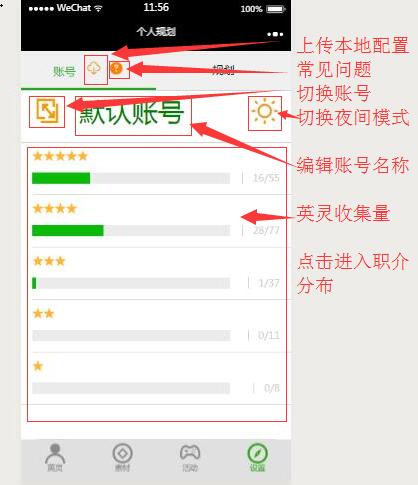 WeChat 11:56 100%
个人规划
账号 ? 规划
默认账号
16/55
28/77
1/37
0/11
0/8
英灵 素材 活动 设置
上传本地配置
常见问题
切换账号
切换夜间模式
编辑账号名称
英灵收集量
点击进入职介
分布